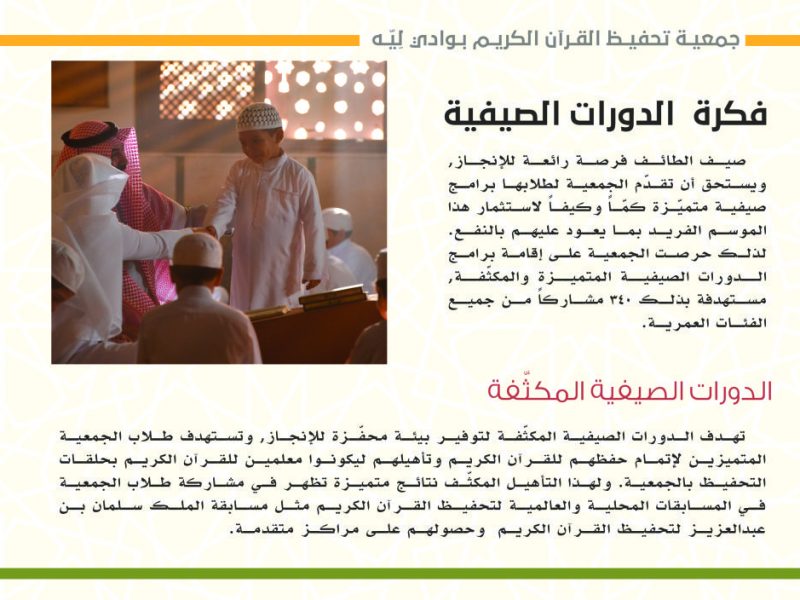 جمعية تحفيظ القرآن الكريم بوادي لِيّه
فكرة الدورات الصيفية
صيف الطائف فرصة رائعة للإنجاز,
ويستحق أن تقدّم الجمعية لطلابها برامج
صيفية متميّزة كمّاً وكيفاً لاستثمار هذا
الموسم الفريد بما يعود عليهم بالنفع.
لذلك حرصت الجمعية على إقامة برامج
الدورات الصيفية المتميزة والمكثّفة,
مستهدفة بذلك ٣٤٠ مشاركاً من جميع
الفئات العمرية.
الدورات الصيفية المكثّفة
تهدف الدورات الصيفية المكثّفة لتوفير بيئة محفّزة للإنجاز, وتستهدف طلاب الجمعية
المتميزين لإتمام حفظهم للقرآن الكريم وتأهيلهم ليكونوا معلمين للقرآن الكريم بحلقات
التحفيظ بالجمعية. ولهذا التأهيل المكثّف نتائج متميزة تظهر في مشاركة طلاب الجمعية
في المسابقات المحلية والعالمية لتحفيظ القرآن الكريم مثل مسابقة الملك سلمان بن
عبدالعزيز لتحفيظ القرآن الكريم وحصولهم على مراكز متقدمة.